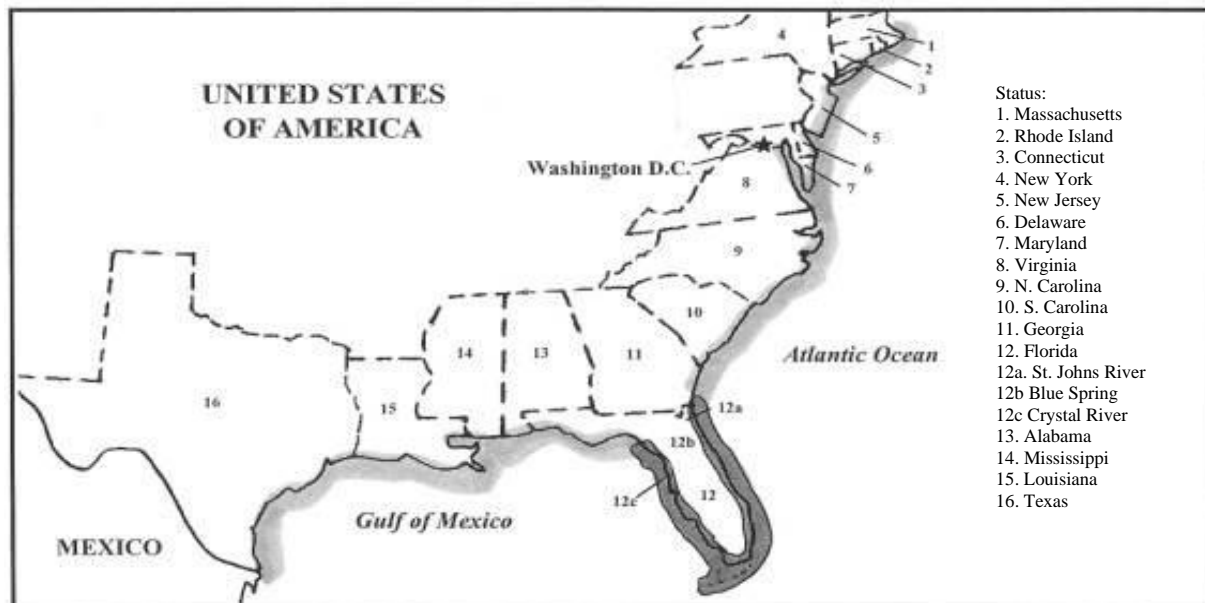 UNITED STATES
OF AMERICA
4
1
2
3
5
Washington D.C.
6
7
8
9
10
Atlantic Ocean
14
13
11
16
15
12a
12b
12
12c
Gulf of Mexico
MEXICO
Status:
1. Massachusetts
2. Rhode Island
3. Connecticut
4. New York
5. New Jersey
6. Delaware
7. Maryland
8. Virginia
9. N. Carolina
10. S. Carolina
11. Georgia
12. Florida
12a. St. Johns River
12b Blue Spring
12c Crystal River
13. Alabama
14. Mississippi
15. Louisiana
16. Texas